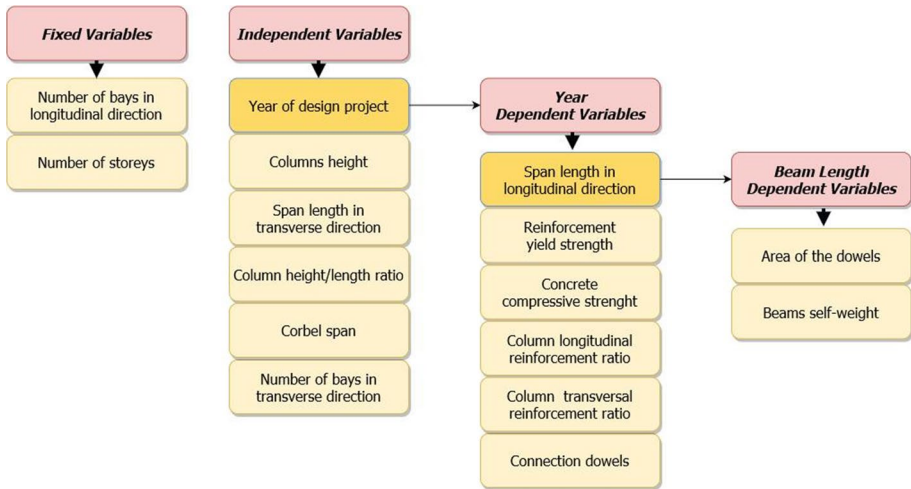 Fixed Variables
Number of bays in
longitudinal direction
Number of storeys
Independent Variables
Year of design project
Columns height
Span length in
transverse direction
Column height/length ratio
Corbel span
Number of bays in
transverse direction
Year
Dependent Variables
Span length in
longitudinal direction
Reinforcement
yield strength
Concrete
compressive strenght
Column longitudinal
reinforcement ratio
Column transversal
reinforcement ratio
Connection dowels
Beam Length
Dependent Variables
Area of the dowels
Beams self-weight